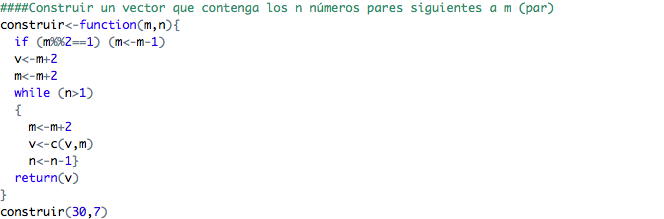 ####Construir un vector que contenga los n números pares siguientes a m (par)
construir<-function(m,n){
  if (m%%2==1) (m<-m-1)
  v<-m+2
  m<-m+2
  while (n>1)
  {
    m<-m+2
    v<-c(v,m)
    n<-n-1}
  return(v)
}
construir(30,7)